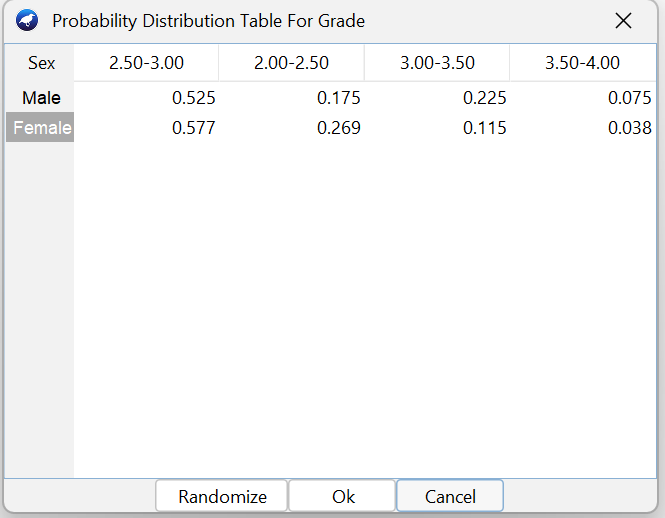 Probability Distribution Table For Grade
Sex 2.50-3.00 2.00-2.50 3.00-3.50 3.50-4.00
Male 0.525 0.175 0.225 0.075
Female 0.577 0.269 0.115 0.038
Randomize Ok Cancel